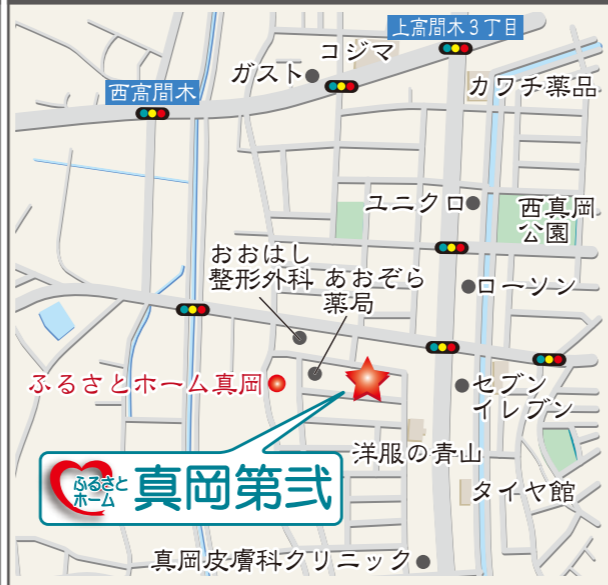 上高間木3丁目
コジマ
ガスト
カワチ薬品
西高間木
ユニクロ
西真岡
公園
おおはし
整形外科
あおぞら
薬局
ローソン
ふるさとホーム真岡
セブン
イレブン
洋服の青山
ふるさと
ホーム
真岡第弐
タイヤ館
真岡皮膚科クリニック